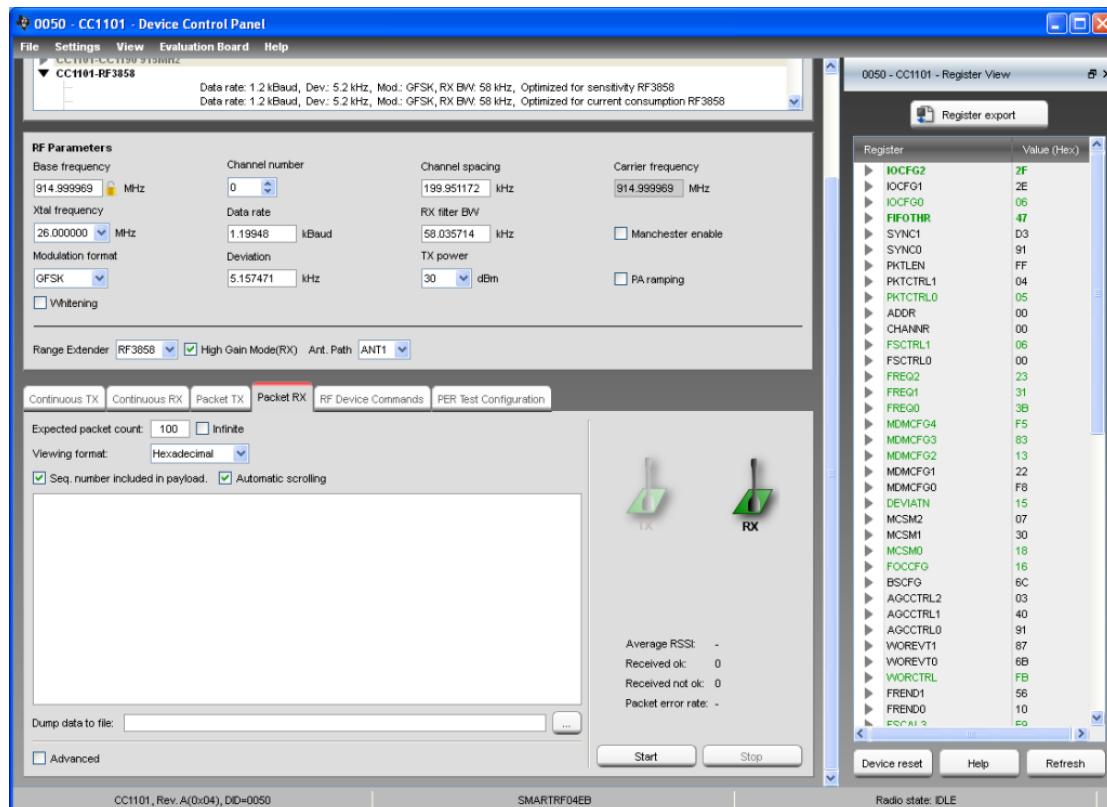 0050 - CC1101 - Device Control Panel
File Settings View Evaluation Board Help
CC1101-CC1190 915MHz
CC1101-RF3858
Data rate: 1.2 kBaud, Dev.: 5.2 kHz, Mod.: GFSK, RX BW: 58 kHz, Optimized for sensitivity RF3858
Data rate: 1.2 kBaud, Dev.: 5.2 kHz, Mod.: GFSK, RX BW: 58 kHz, Optimized for current consumption RF3858
RF Parameters
Base frequency Channel number Channel spacing Carrier frequency
914.999969 MHz 0 199.951172 kHz 914.999969 MHz
Xtal frequency Data rate RX filter BW
26.000000 MHz 1.19948 kBaud 58.035714 kHz Manchester enable
Modulation format Deviation TX power
GFSK 5.157471 kHz 30 dBm PA ramping
Whitening
Range Extender RF3858 High Gain Mode(RX) Ant. Path ANT1
Continuous TX Continuous RX Packet TX Packet RX RF Device Commands PER Test Configuration
Expected packet count: 100 Infinite
Viewing format: Hexadecimal
Seq. number included in payload. Automatic scrolling
TX RX
Average RSSI: -
Received ok: 0
Received not ok: 0
Packet error rate: -
Dump data to file: ...
Advanced
Start Stop
0050 - CC1101 - Register View
Register export
Register Value (Hex)
IOCFG2 2F
IOCFG1 2E
IOCFG0 06
FIFOTHR 47
SYNC1 D3
SYNC0 91
PKTLEN FF
PKTCTRL1 04
PKTCTRL0 05
ADDR 00
CHANNR 00
FSCTRL1 06
FSCTRL0 00
FREQ2 23
FREQ1 31
FREQ0 3B
MDMCFG4 F5
MDMCFG3 83
MDMCFG2 13
MDMCFG1 22
MDMCFG0 F8
DEVIATN 15
MCSM2 07
MCSM1 30
MCSM0 18
FOCCFG 16
BSCFG 6C
AGCCTRL2 03
AGCCTRL1 40
AGCCTRL0 91
WOREVT1 87
WOREVT0 6B
WORCTRL FB
FREND1 56
FREND0 10
FSCAL3 E9
Device reset Help Refresh
CC1101, Rev. A(0x04), DID=0050 SMARTRF04EB Radio state: IDLE